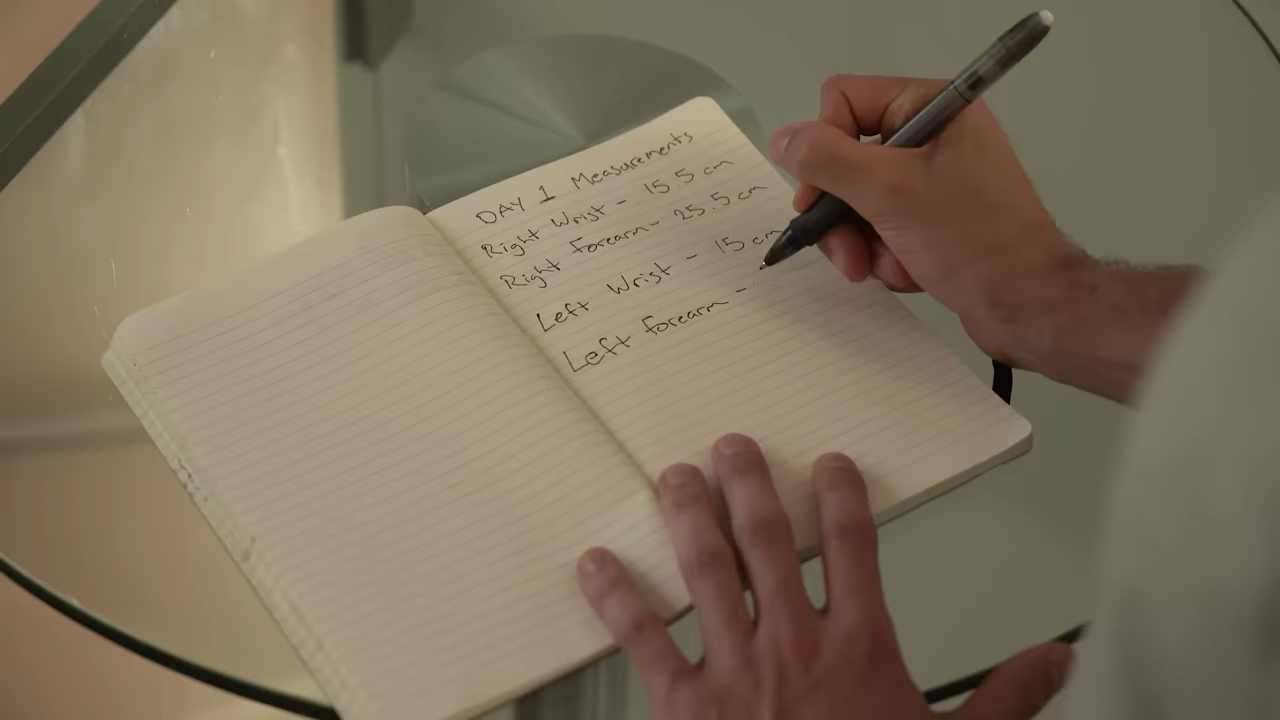 DAY 1 Measurements
Right Wrist - 15.5 cm
Right Forearm - 25.5 cm
Left Wrist - 15 cm
Left Forearm -